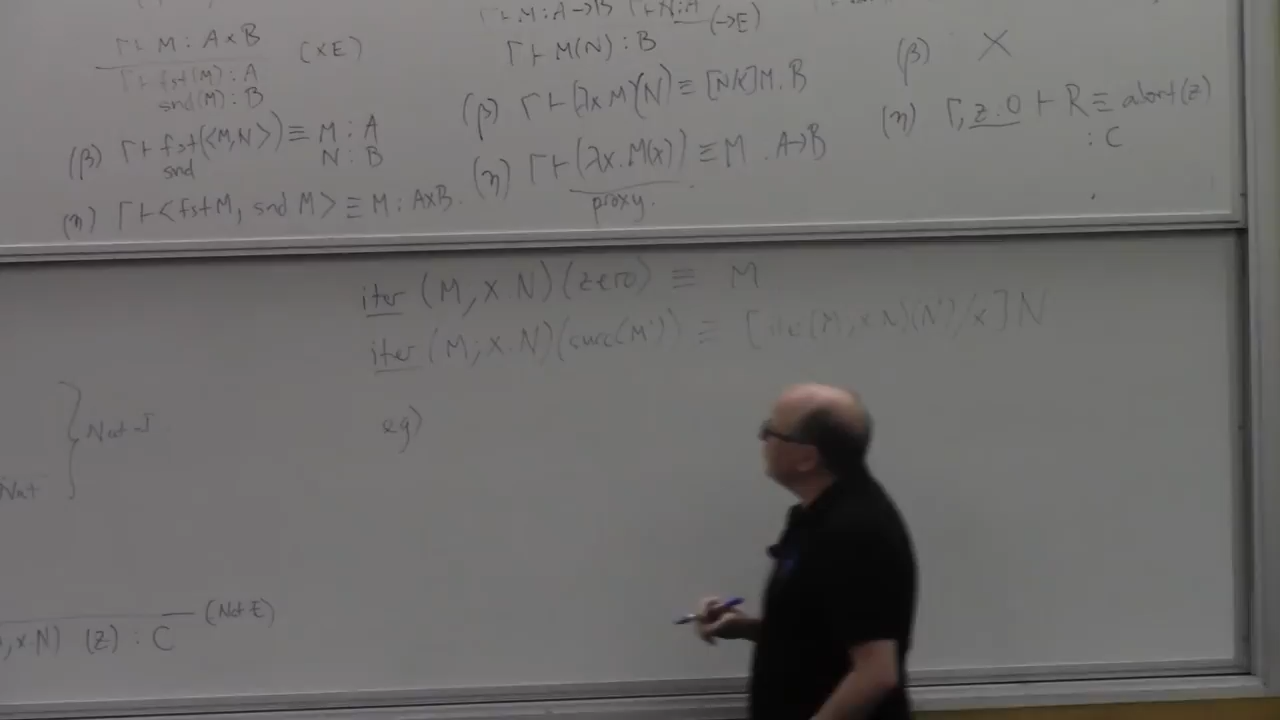 Γ ⊢ M : A×B
(×E)
Γ ⊢ fst(M) : A
snd(M) : B
(β) Γ ⊢ fst(<M,N>) ≡ M : A
snd N : B
(η) Γ ⊢ <fst M, snd M> ≡ M : A×B.
Γ ⊢ M : A→B Γ ⊢ N : A
(→E)
Γ ⊢ M(N) : B
(β) Γ ⊢ (λx.M)(N) ≡ [N/x]M : B
(η) Γ ⊢ (λx.M(x)) ≡ M : A→B
proxy.
(β) X
(η) Γ, z:0 ⊢ R ≡ abort(z)
: C
iter (M, x.N)(zero) ≡ M
iter (M; x.N)(succ(M')) ≡ [iter(M, x.N)(N')/x]N
eg)
} Nat-I
Nat
(Nat E)
, x.N) (z) : C